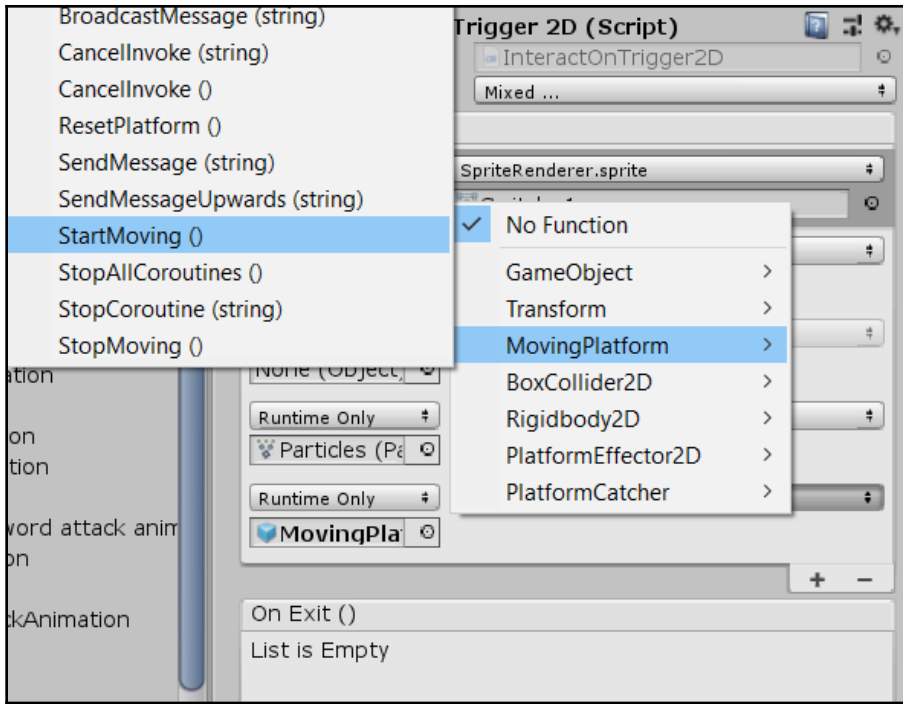 BroadcastMessage (string)
CancelInvoke (string)
CancelInvoke ()
ResetPlatform ()
SendMessage (string)
SendMessageUpwards (string)
StartMoving ()
StopAllCoroutines ()
StopCoroutine (string)
StopMoving ()
Trigger 2D (Script)
InteractOnTrigger2D
Mixed ...
SpriteRenderer.sprite
No Function
GameObject
Transform
MovingPlatform
BoxCollider2D
Rigidbody2D
PlatformEffector2D
PlatformCatcher
ation
on
tion
word attack anim
on
ckAnimation
None (Object)
Runtime Only
Particles (Pa
Runtime Only
MovingPla
+ −
On Exit ()
List is Empty